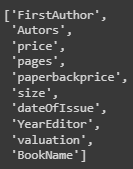 ['FirstAuthor',
'Autors',
'price',
'pages',
'paperbackprice',
'size',
'dateOfIssue',
'YearEditor',
'valuation',
'BookName']